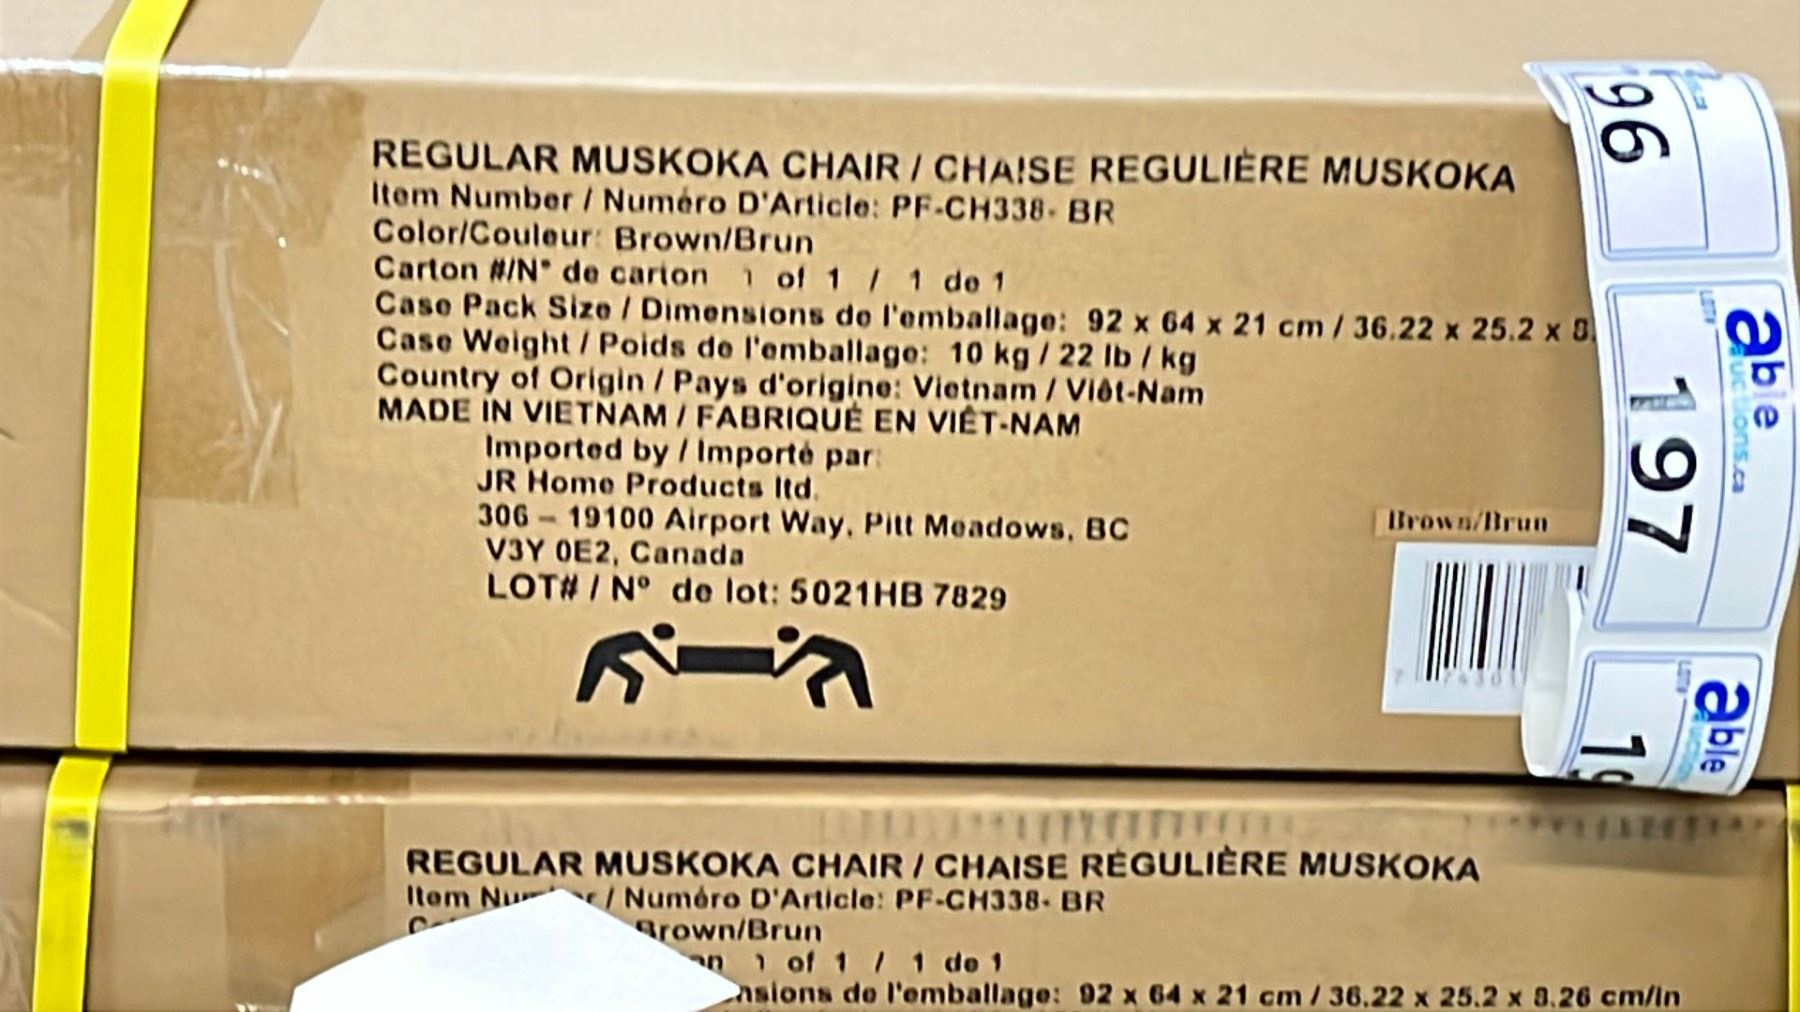 REGULAR MUSKOKA CHAIR / CHAISE REGULIÈRE MUSKOKA
Item Number / Numéro D'Article: PF-CH338- BR
Color/Couleur: Brown/Brun
Carton #/N° de carton 1 of 1 / 1 de 1
Case Pack Size / Dimensions de l'emballage: 92 x 64 x 21 cm / 36.22 x 25.2 x 8.
Case Weight / Poids de l'emballage: 10 kg / 22 lb / kg
Country of Origin / Pays d'origine: Vietnam / Viêt-Nam
MADE IN VIETNAM / FABRIQUÉ EN VIÊT-NAM
Imported by / Importé par:
JR Home Products ltd.
306 – 19100 Airport Way, Pitt Meadows, BC
V3Y 0E2, Canada
LOT# / N° de lot: 5021HB 7829
Brown/Brun
96
LOT#
197
able
auctions.ca
LOT#
able
REGULAR MUSKOKA CHAIR / CHAISE RÉGULIÈRE MUSKOKA
Item / Numéro D'Article: PF-CH338- BR
Brown/Brun
1 of 1 / 1 de 1
de l'emballage: 92 x 64 x 21 cm / 36.22 x 25.2 x 8.26 cm/in